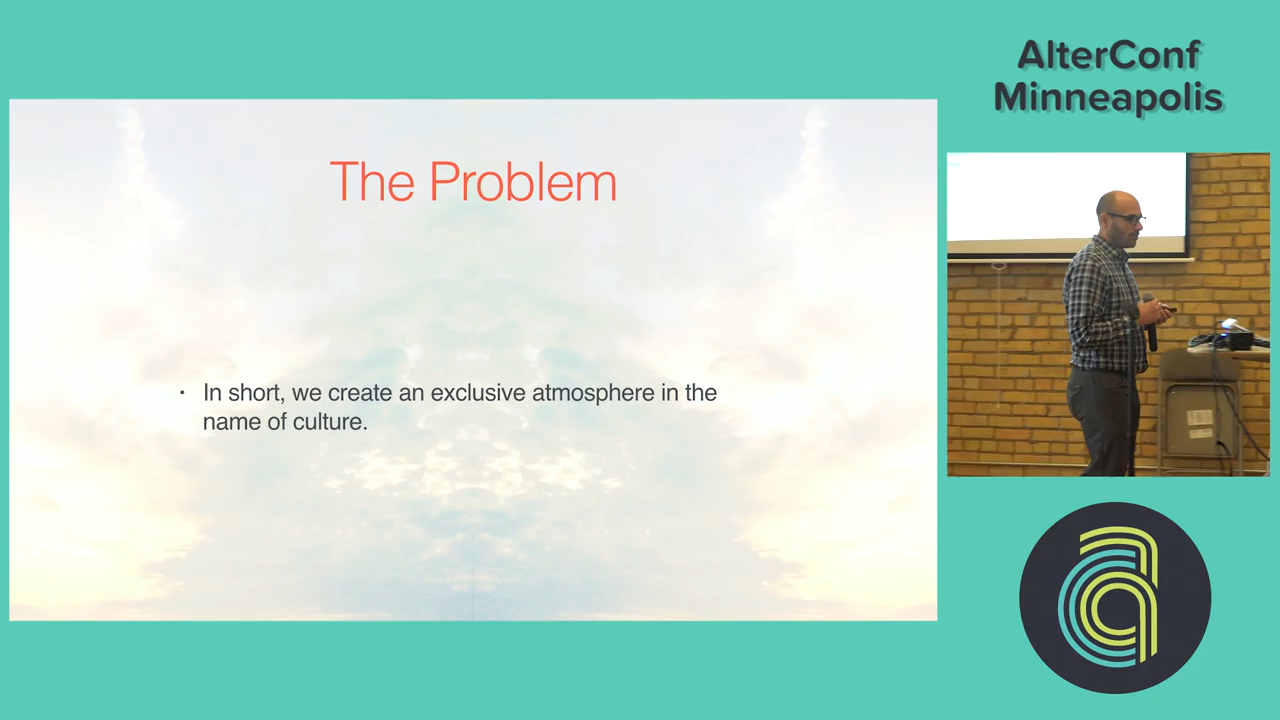 AlterConf
Minneapolis
The Problem
· In short, we create an exclusive atmosphere in the
name of culture.